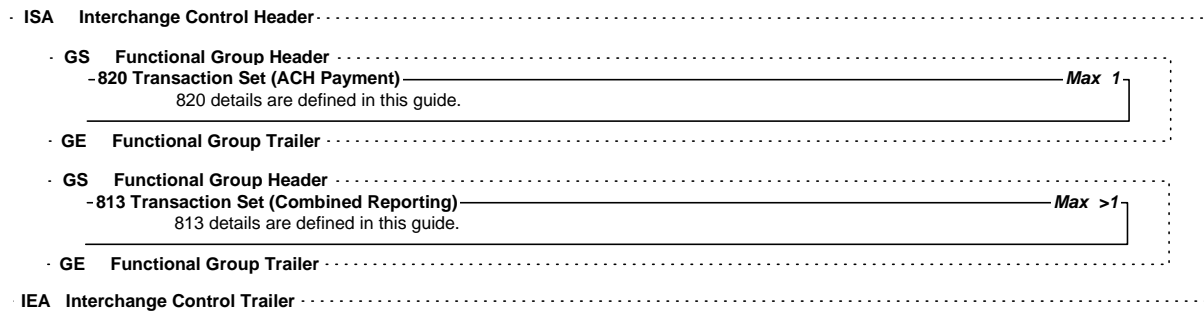 ISA Interchange Control Header
GS Functional Group Header
820 Transaction Set (ACH Payment) Max 1
820 details are defined in this guide.
GE Functional Group Trailer
GS Functional Group Header
813 Transaction Set (Combined Reporting) Max >1
813 details are defined in this guide.
GE Functional Group Trailer
IEA Interchange Control Trailer